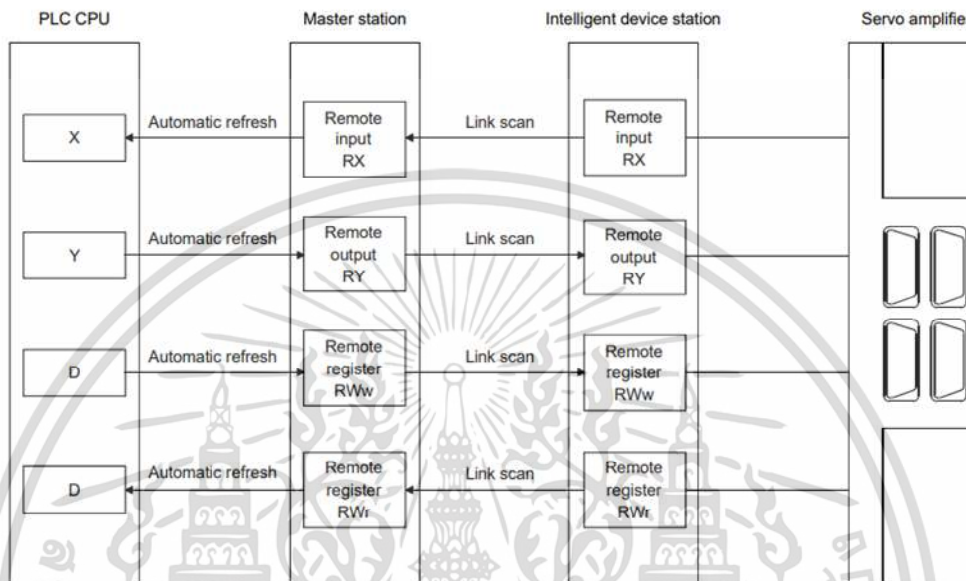 PLC CPU
Master station
Intelligent device station
Servo amplifie
X
Automatic refresh
Remote
input
RX
Link scan
Remote
input
RX
Y
Automatic refresh
Remote
output
RY
Link scan
Remote
output
RY
D
Automatic refresh
Remote
register
RWw
Link scan
Remote
register
RWw
D
Automatic refresh
Remote
register
RWr
Link scan
Remote
register
RWr